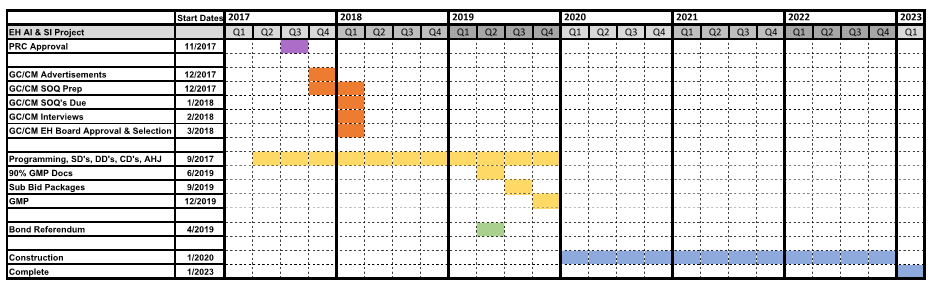 Start Dates 2017 2018 2019 2020 2021 2022 2023
EH AI & SI Project Q1 Q2 Q3 Q4 Q1 Q2 Q3 Q4 Q1 Q2 Q3 Q4 Q1 Q2 Q3 Q4 Q1 Q2 Q3 Q4 Q1 Q2 Q3 Q4 Q1
PRC Approval 11/2017
GC/CM Advertisements 12/2017
GC/CM SOQ Prep 12/2017
GC/CM SOQ's Due 1/2018
GC/CM Interviews 2/2018
GC/CM EH Board Approval & Selection 3/2018
Programming, SD's, DD's, CD's, AHJ 9/2017
90% GMP Docs 6/2019
Sub Bid Packages 9/2019
GMP 12/2019
Bond Referendum 4/2019
Construction 1/2020
Complete 1/2023